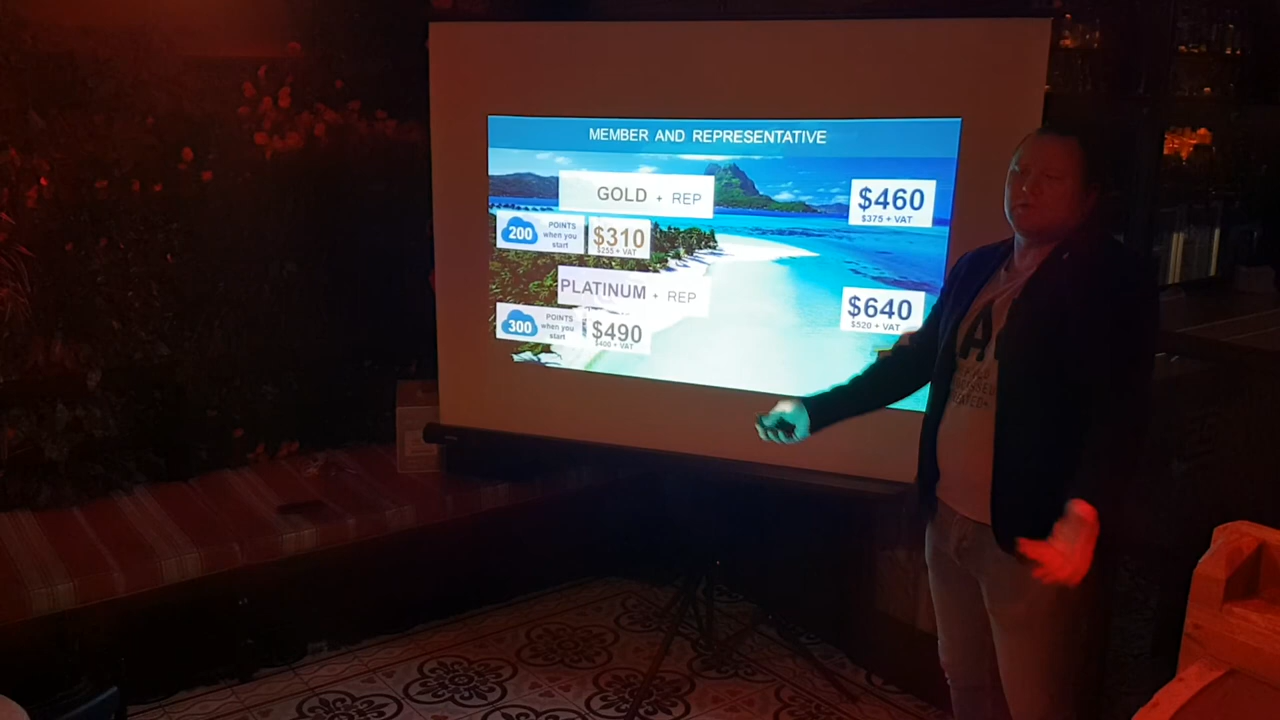 MEMBER AND REPRESENTATIVE
GOLD + REP
$460
$375 + VAT
200
POINTS
when you
start
$310
$255 + VAT
PLATINUM + REP
$640
$520 + VAT
300
POINTS
when you
start
$490
$400 + VAT